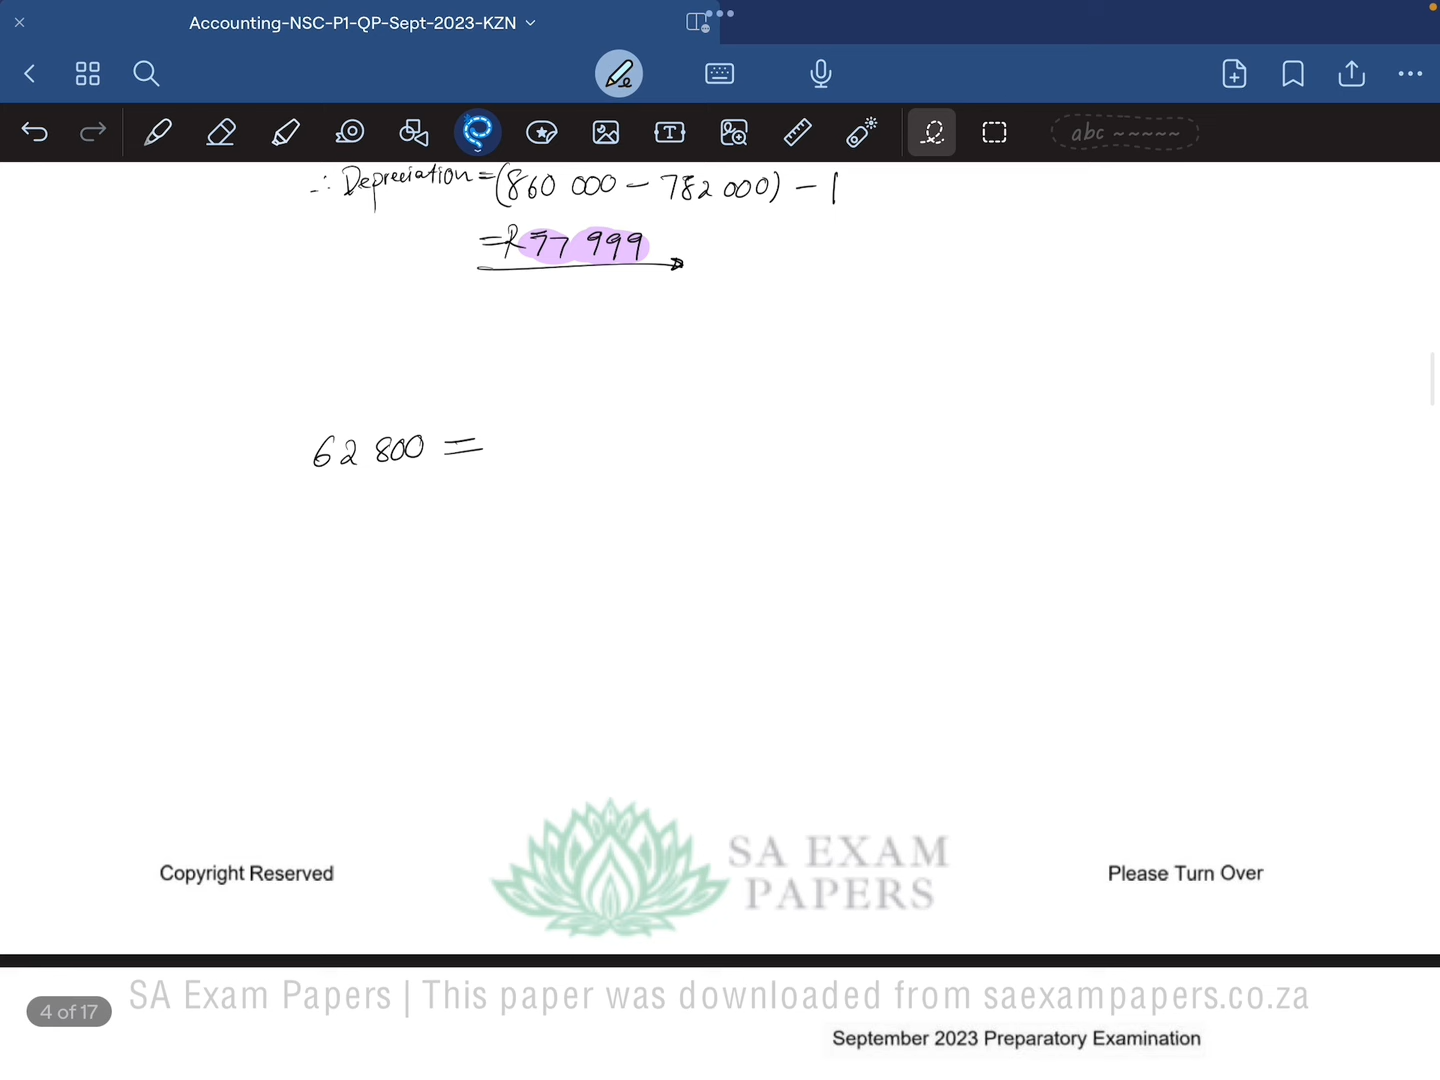 Accounting-NSC-P1-QP-Sept-2023-KZN
abc ~~~~~
∴ Depreciation = (860 000 – 782 000) – 1
= R 77 999
62 800 =
SA EXAM
PAPERS
Copyright Reserved
Please Turn Over
SA Exam Papers | This paper was downloaded from saexampapers.co.za
4 of 17
September 2023 Preparatory Examination